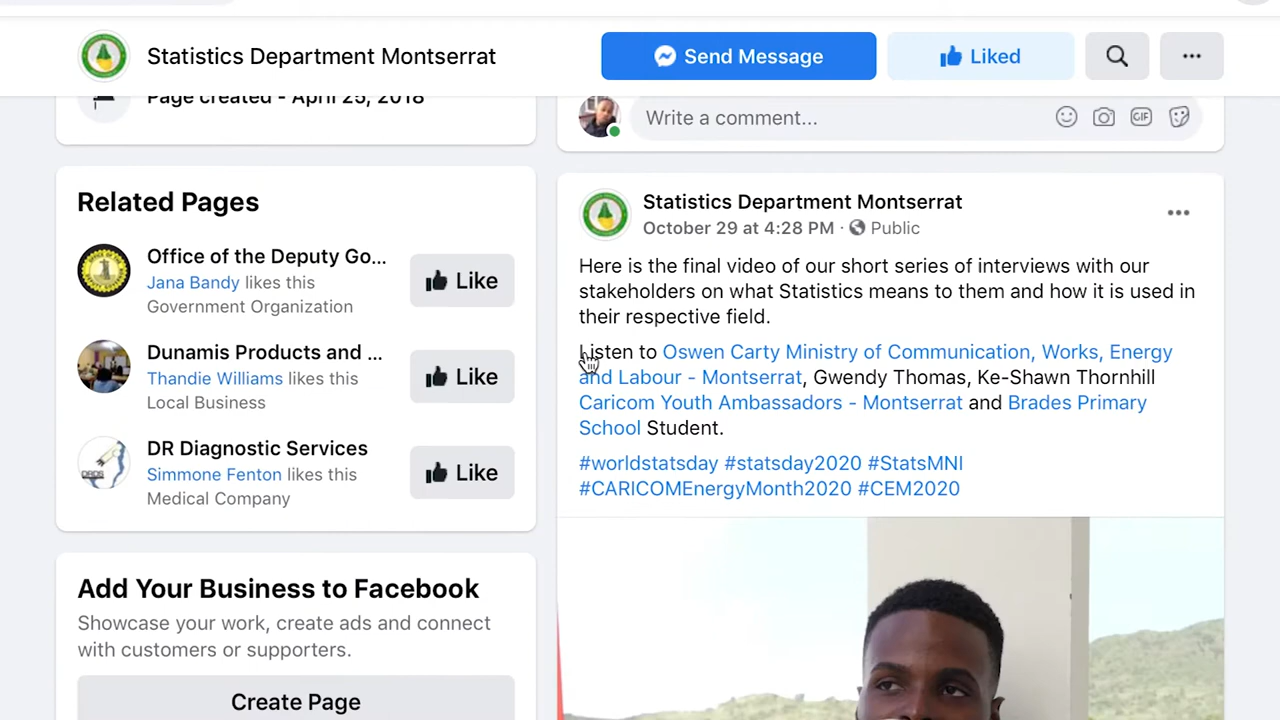 Statistics Department Montserrat
Send Message
Liked
Page created - April 25, 2018
Related Pages
Office of the Deputy Go...
Jana Bandy likes this
Government Organization
Like
Dunamis Products and ...
Thandie Williams likes this
Local Business
Like
DR Diagnostic Services
Simmone Fenton likes this
Medical Company
Like
Add Your Business to Facebook
Showcase your work, create ads and connect
with customers or supporters.
Create Page
Write a comment...
GIF
Statistics Department Montserrat
October 29 at 4:28 PM · Public
Here is the final video of our short series of interviews with our
stakeholders on what Statistics means to them and how it is used in
their respective field.
Listen to Oswen Carty Ministry of Communication, Works, Energy
and Labour - Montserrat, Gwendy Thomas, Ke-Shawn Thornhill
Caricom Youth Ambassadors - Montserrat and Brades Primary
School Student.
#worldstatsday #statsday2020 #StatsMNI
#CARICOMEnergyMonth2020 #CEM2020